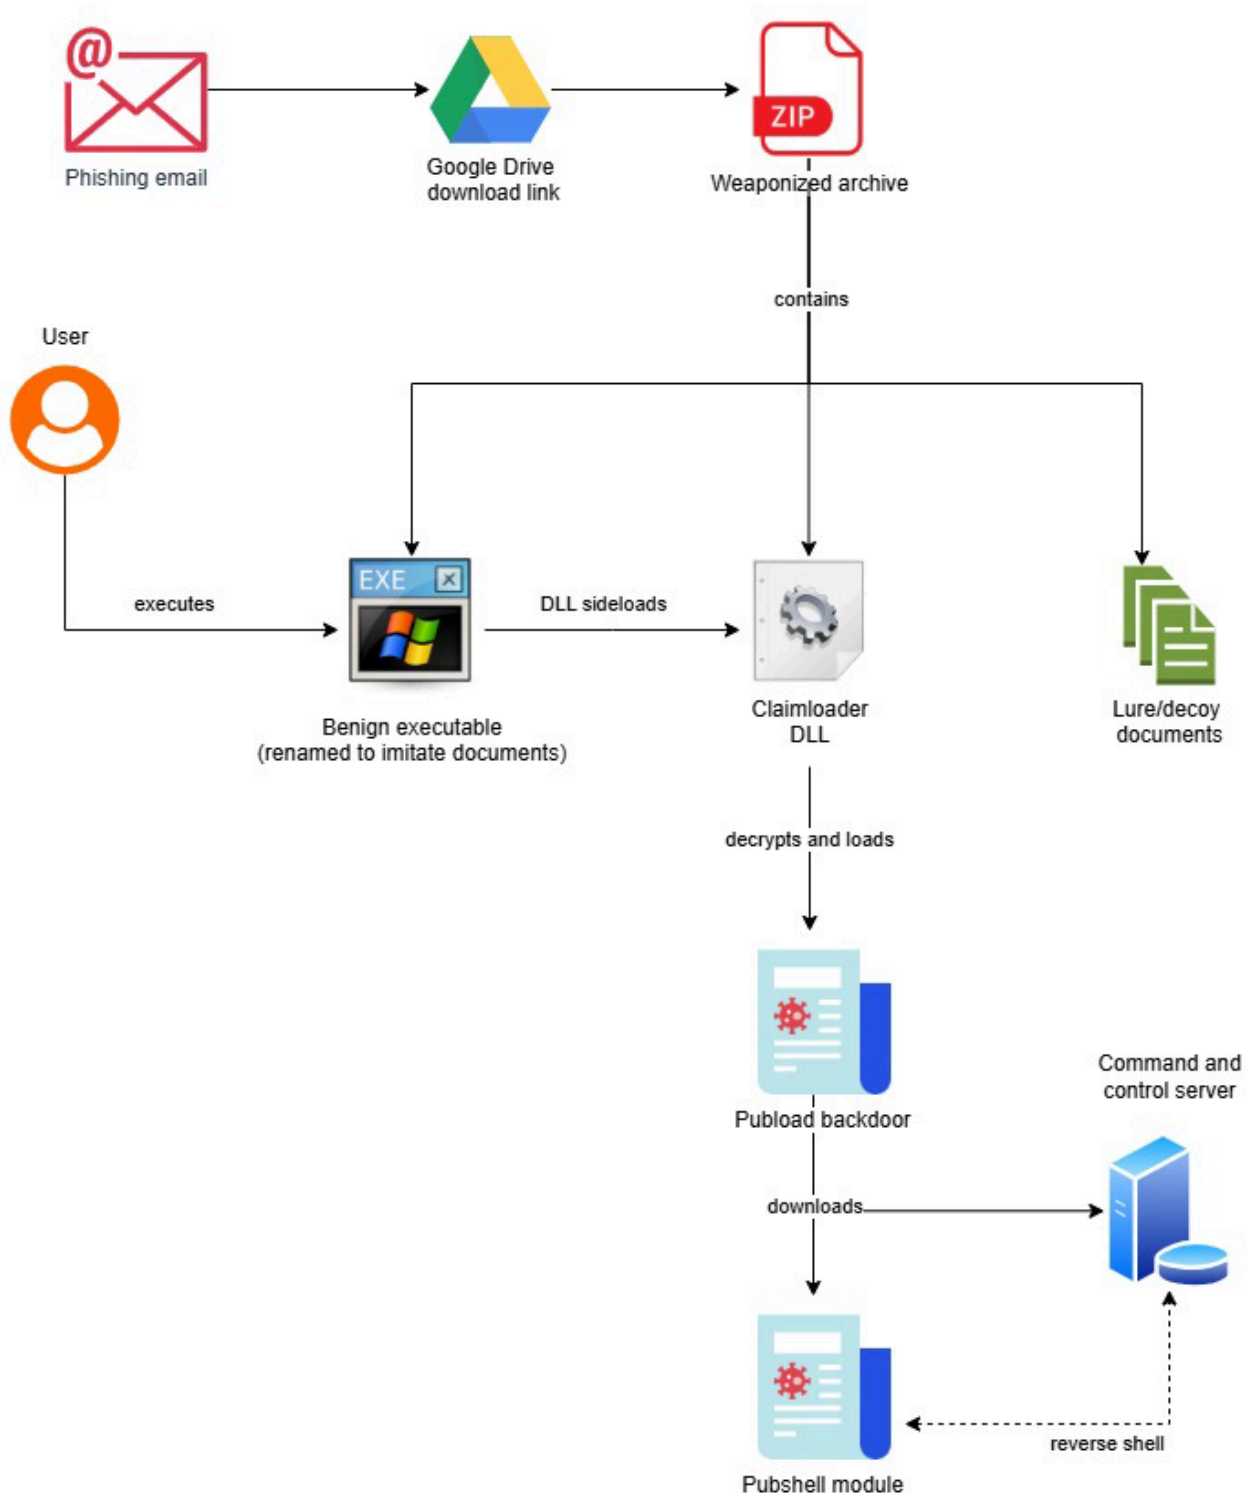 @
ZIP
Phishing email
Google Drive
download link
Weaponized archive
contains
User
EXE
executes
DLL sideloads
Benign executable
(renamed to imitate documents)
Claimloader
DLL
Lure/decoy
documents
decrypts and loads
Command and
control server
Pubload backdoor
downloads
reverse shell
Pubshell module